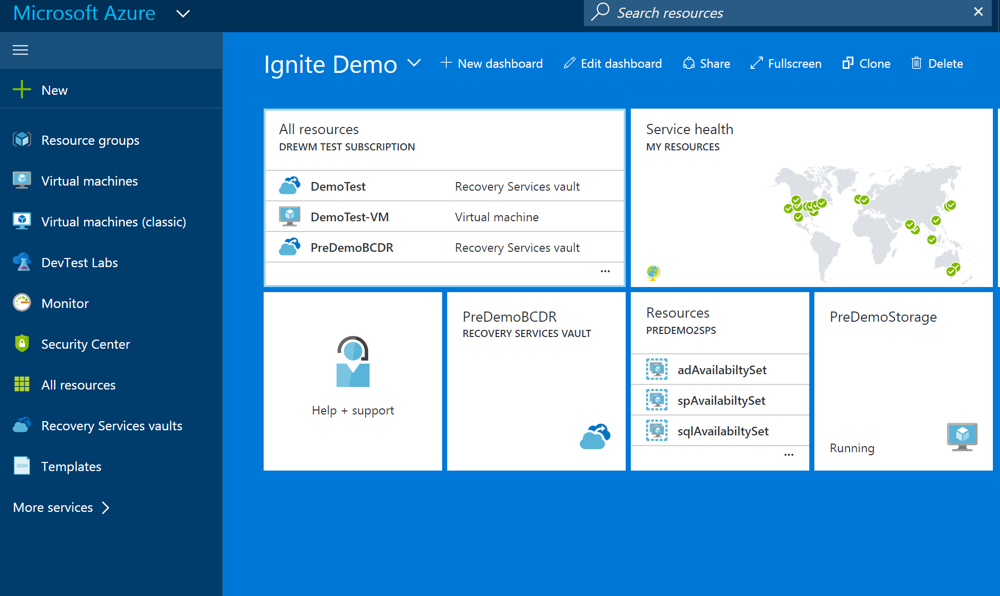 Microsoft Azure
Search resources
Ignite Demo
New dashboard
Edit dashboard
Share
Fullscreen
Clone
Delete
New
Resource groups
Virtual machines
Virtual machines (classic)
DevTest Labs
Monitor
Security Center
All resources
Recovery Services vaults
JSON
Templates
More services
All resources
DREWM TEST SUBSCRIPTION
DemoTest Recovery Services vault
DemoTest-VM Virtual machine
PreDemoBCDR Recovery Services vault
...
Service health
MY RESOURCES
Help + support
PreDemoBCDR
RECOVERY SERVICES VAULT
Resources
PREDEMO2SPS
adAvailabiltySet
spAvailabiltySet
sqlAvailabiltySet
...
PreDemoStorage
Running